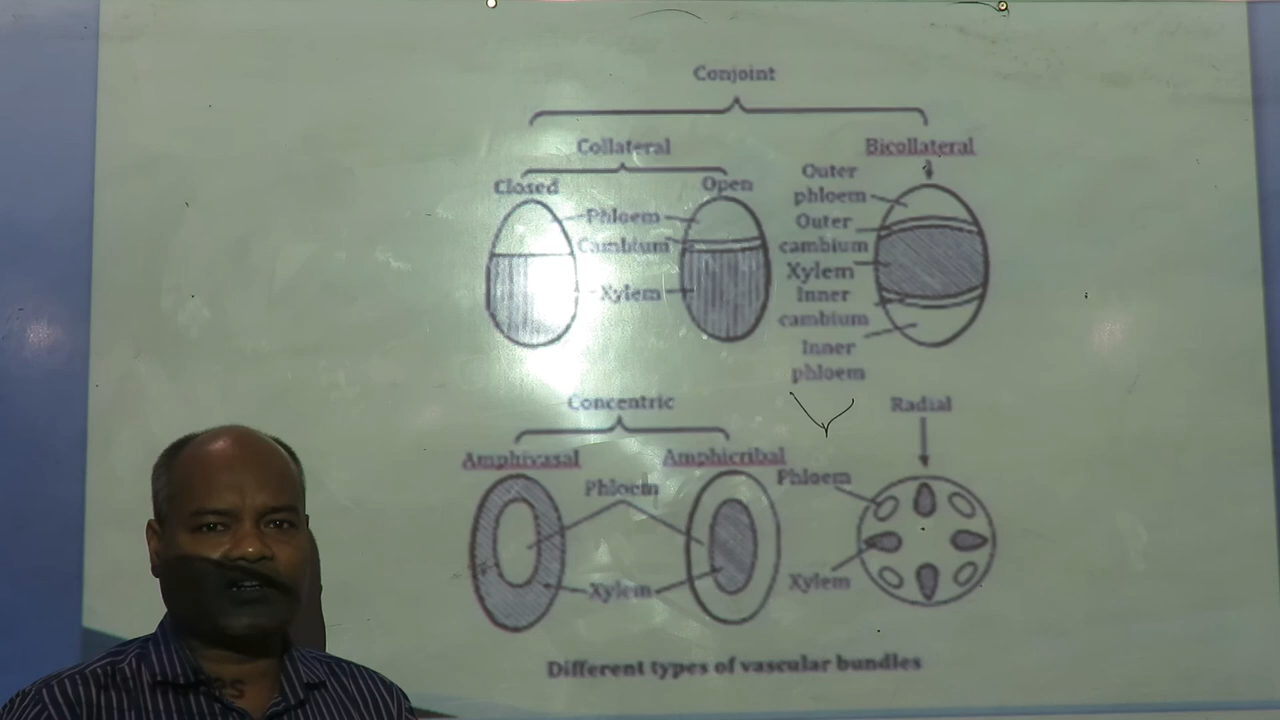 Conjoint
Collateral
Bicollateral
Closed
Open
Outer
phloem
Phloem
Outer
Cambium
cambium
Xylem
Xylem
Inner
cambium
Inner
phloem
Concentric
Radial
Amphivasal
Amphicribal
Phloem
Phloem
Xylem
Xylem
Different types of vascular bundles